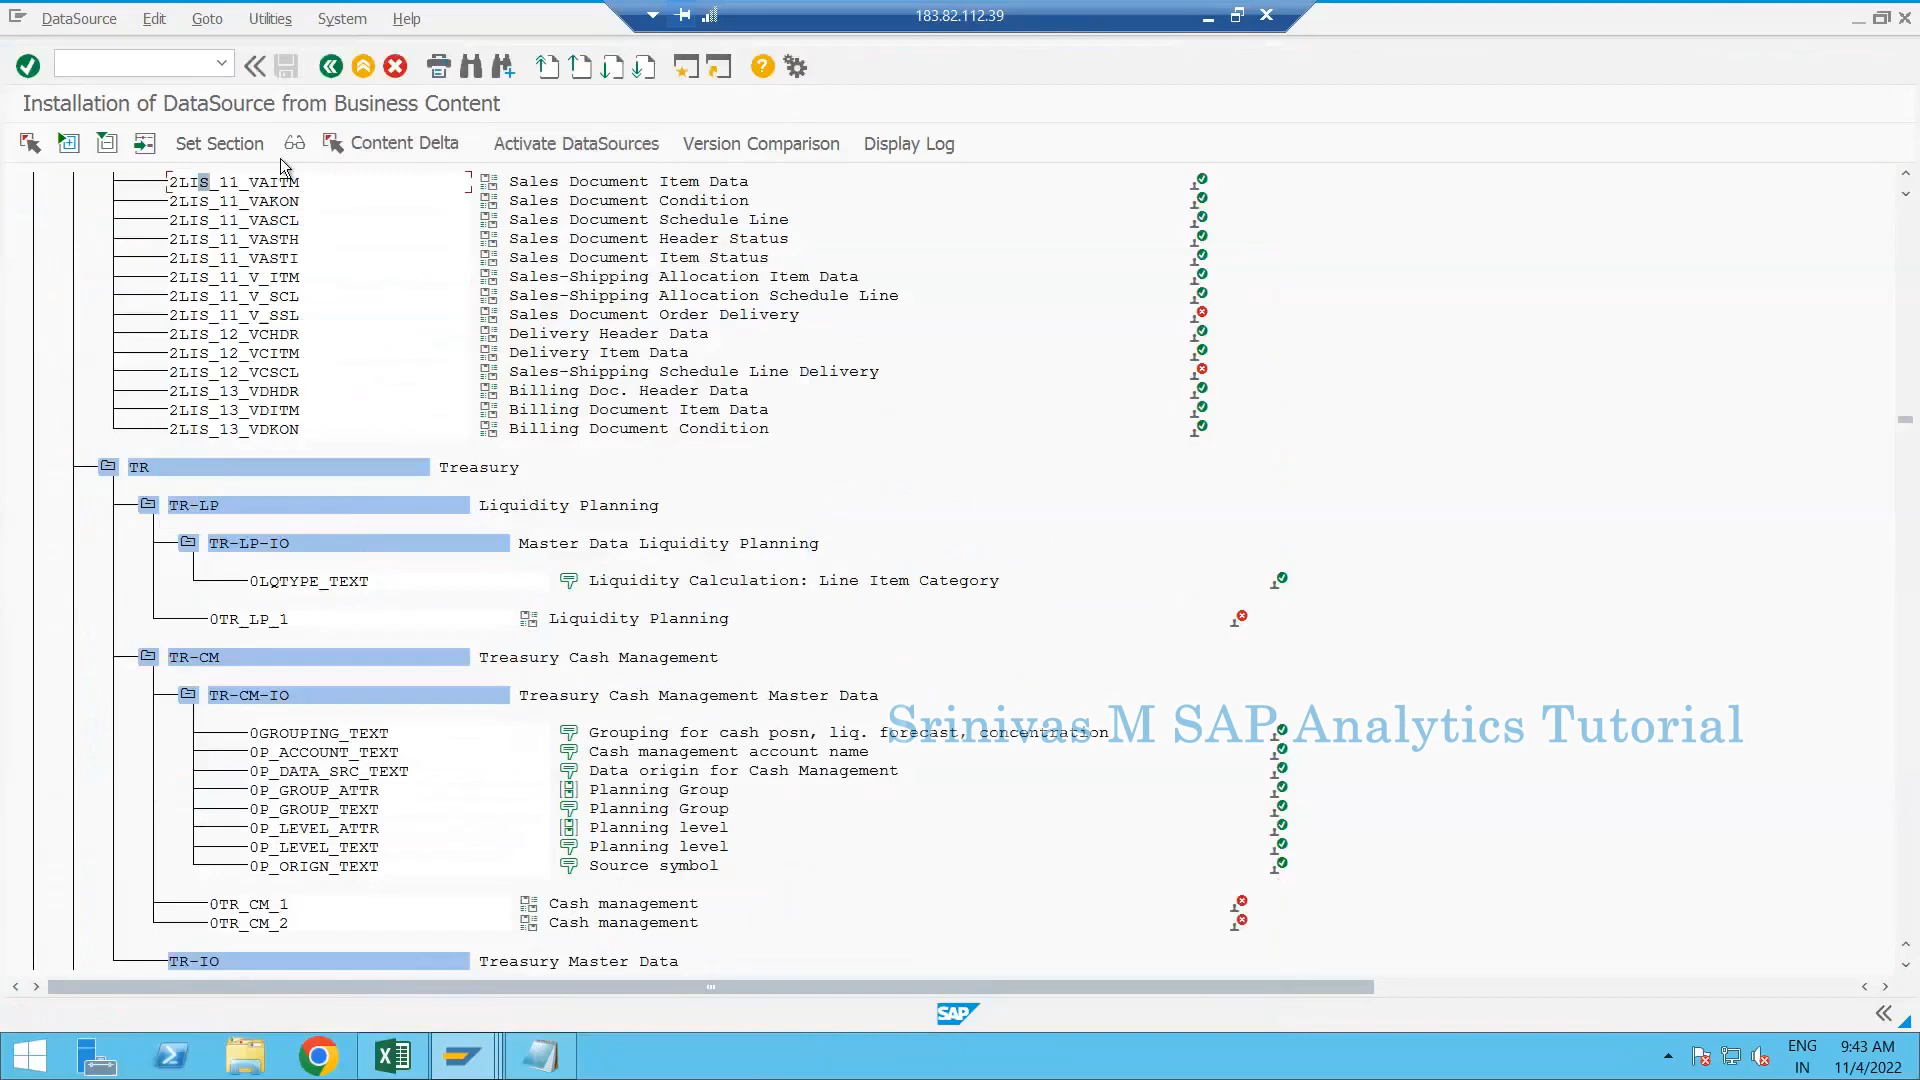 DataSource Edit Goto Utilities System Help
183.82.112.39
Installation of DataSource from Business Content
Set Section Content Delta Activate DataSources Version Comparison Display Log
2LIS_11_VAITM Sales Document Item Data
2LIS_11_VAKON Sales Document Condition
2LIS_11_VASCL Sales Document Schedule Line
2LIS_11_VASTH Sales Document Header Status
2LIS_11_VASTI Sales Document Item Status
2LIS_11_V_ITM Sales-Shipping Allocation Item Data
2LIS_11_V_SCL Sales-Shipping Allocation Schedule Line
2LIS_11_V_SSL Sales Document Order Delivery
2LIS_12_VCHDR Delivery Header Data
2LIS_12_VCITM Delivery Item Data
2LIS_12_VCSCL Sales-Shipping Schedule Line Delivery
2LIS_13_VDHDR Billing Doc. Header Data
2LIS_13_VDITM Billing Document Item Data
2LIS_13_VDKON Billing Document Condition
TR Treasury
TR-LP Liquidity Planning
TR-LP-IO Master Data Liquidity Planning
0LQTYPE_TEXT Liquidity Calculation: Line Item Category
0TR_LP_1 Liquidity Planning
TR-CM Treasury Cash Management
TR-CM-IO Treasury Cash Management Master Data
Srinivas M SAP Analytics Tutorial
0GROUPING_TEXT Grouping for cash posn, liq. forecast, concentration
0P_ACCOUNT_TEXT Cash management account name
0P_DATA_SRC_TEXT Data origin for Cash Management
0P_GROUP_ATTR Planning Group
0P_GROUP_TEXT Planning Group
0P_LEVEL_ATTR Planning level
0P_LEVEL_TEXT Planning level
0P_ORIGN_TEXT Source symbol
0TR_CM_1 Cash management
0TR_CM_2 Cash management
TR-IO Treasury Master Data
SAP
ENG 9:43 AM
IN 11/4/2022